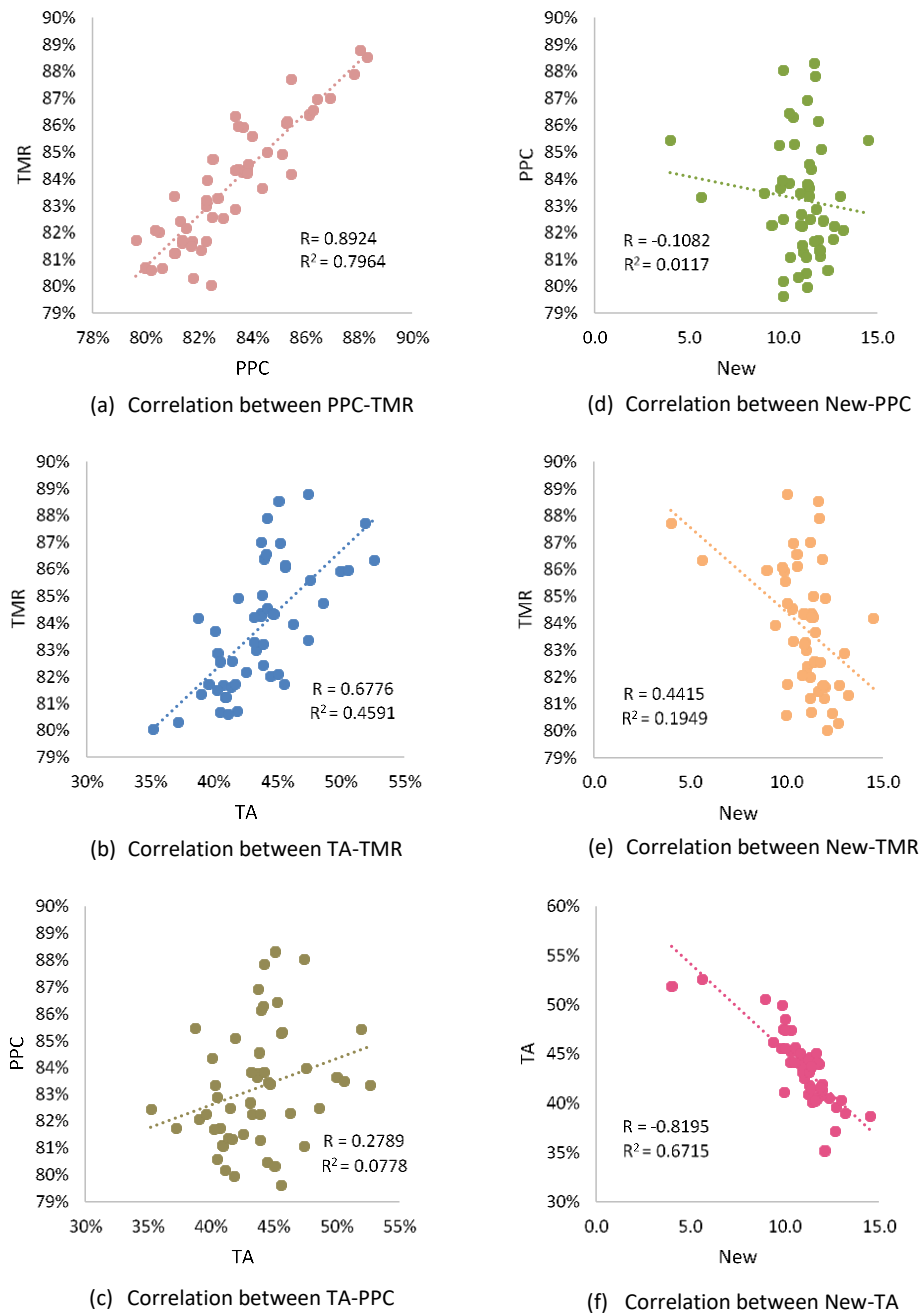 90%
89%
88%
87%
86%
85%
84%
83%
82%
81%
80%
79%
TMR
R= 0.8924
R² = 0.7964
78% 80% 82% 84% 86% 88% 90%
PPC
(a) Correlation between PPC-TMR
90%
89%
88%
87%
86%
85%
84%
83%
82%
81%
80%
79%
PPC
R = -0.1082
R² = 0.0117
0.0 5.0 10.0 15.0
New
(d) Correlation between New-PPC
90%
89%
88%
87%
86%
85%
84%
83%
82%
81%
80%
79%
TMR
R = 0.6776
R² = 0.4591
30% 35% 40% 45% 50% 55%
TA
(b) Correlation between TA-TMR
90%
89%
88%
87%
86%
85%
84%
83%
82%
81%
80%
79%
TMR
R = 0.4415
R² = 0.1949
0.0 5.0 10.0 15.0
New
(e) Correlation between New-TMR
90%
89%
88%
87%
86%
85%
84%
83%
82%
81%
80%
79%
PPC
R = 0.2789
R² = 0.0778
30% 35% 40% 45% 50% 55%
TA
(c) Correlation between TA-PPC
60%
55%
50%
45%
40%
35%
30%
TA
R = -0.8195
R² = 0.6715
0.0 5.0 10.0 15.0
New
(f) Correlation between New-TA